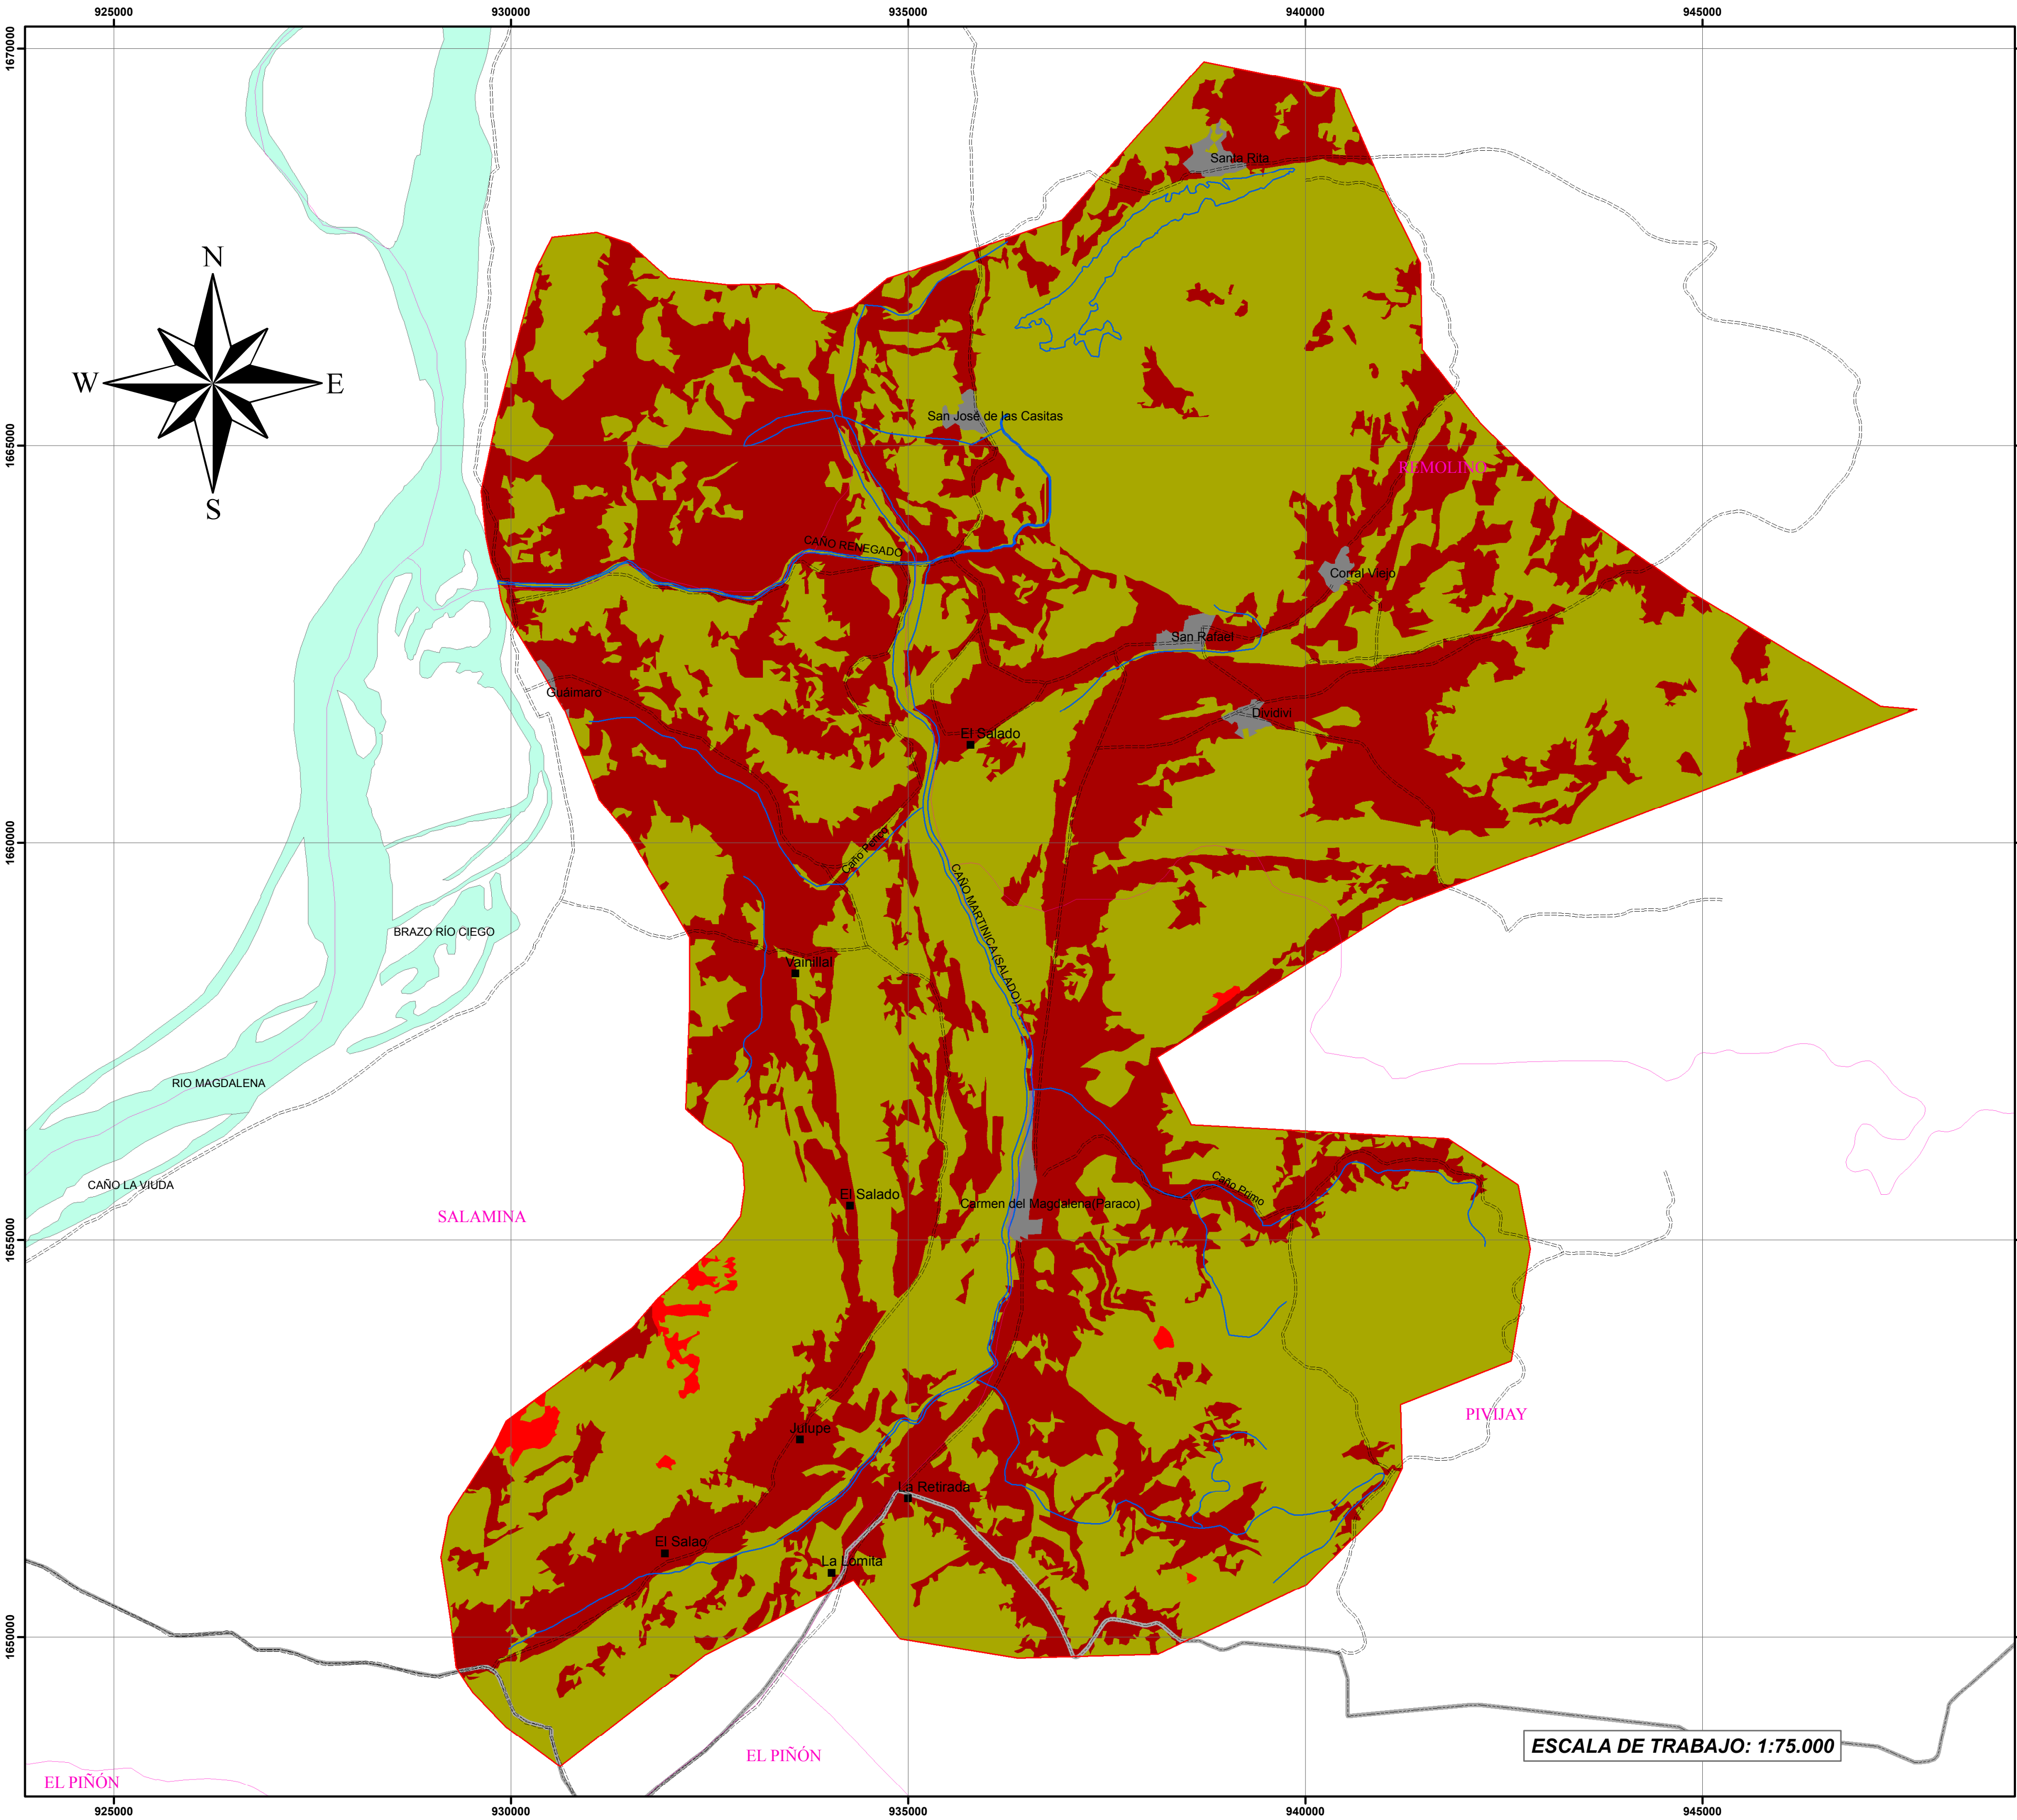 925000 930000 935000 940000 945000
1670000
Santa Rita
N
W E
S
San José de las Casitas
1665000
REMOLINO
CAÑO RENEGADO
Corral Viejo
San Rafael
Guáimaro
Dividivi
El Salado
1660000
Caño Perico
CAÑO MARTINICA (SALADO)
BRAZO RÍO CIEGO
Vainillal
RIO MAGDALENA
CAÑO LA VIUDA
Caño Primo
El Salado
Carmen del Magdalena(Paraco)
SALAMINA
1655000
PIVIJAY
Julupe
La Retirada
El Salao
La Lomita
1650000
ESCALA DE TRABAJO: 1:75.000
EL PIÑÓN
EL PIÑÓN
925000 930000 935000 940000 945000